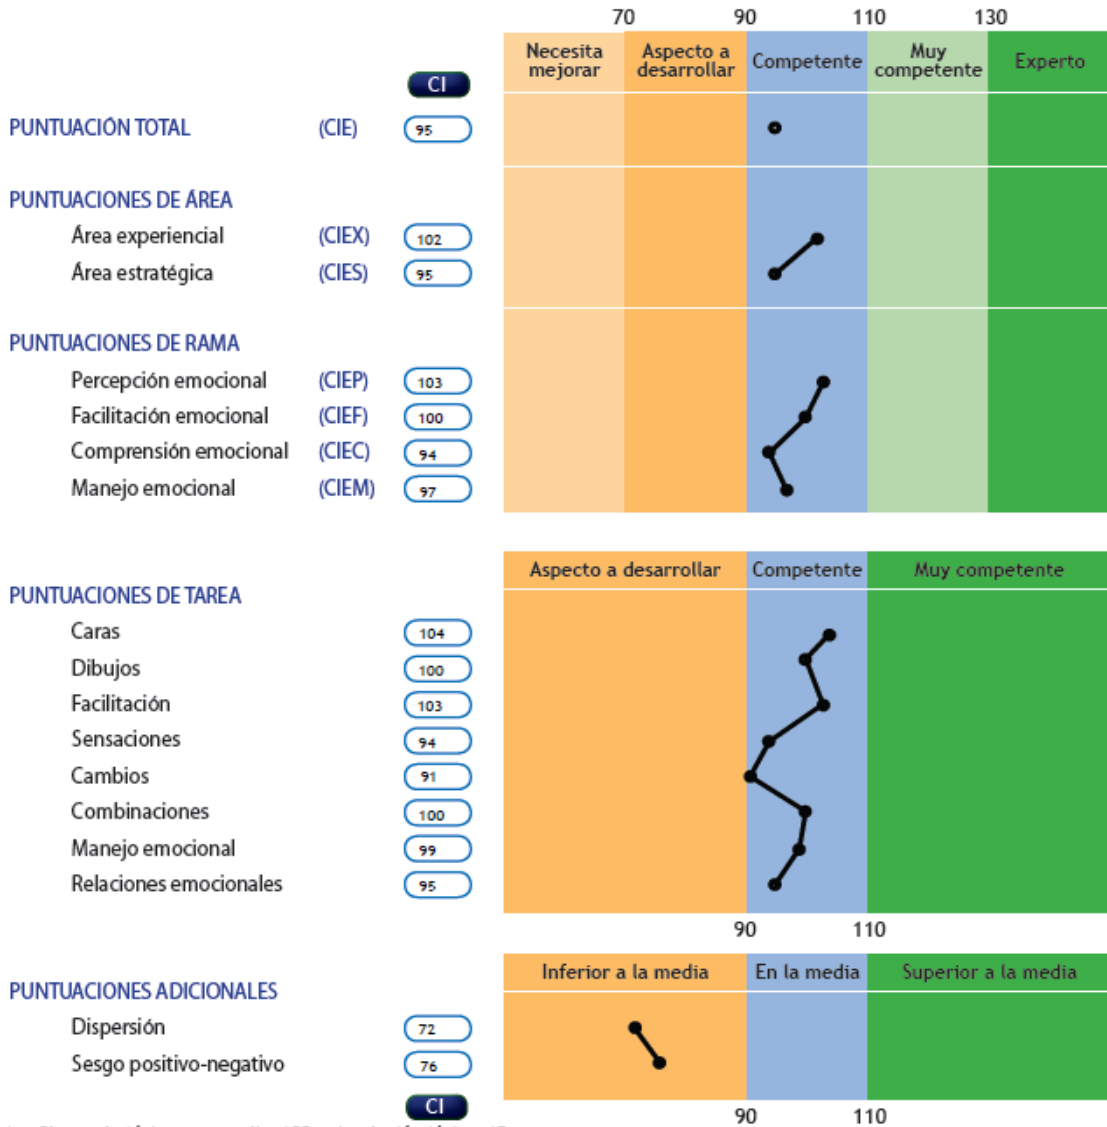 70 90 110 130
Necesita mejorar Aspecto a desarrollar Competente Muy competente Experto
CI
PUNTUACIÓN TOTAL (CIE) 95
PUNTUACIONES DE ÁREA
Área experiencial (CIEX) 102
Área estratégica (CIES) 95
PUNTUACIONES DE RAMA
Percepción emocional (CIEP) 103
Facilitación emocional (CIEF) 100
Comprensión emocional (CIEC) 94
Manejo emocional (CIEM) 97
Aspecto a desarrollar Competente Muy competente
PUNTUACIONES DE TAREA
Caras 104
Dibujos 100
Facilitación 103
Sensaciones 94
Cambios 91
Combinaciones 100
Manejo emocional 99
Relaciones emocionales 95
90 110
Inferior a la media En la media Superior a la media
PUNTUACIONES ADICIONALES
Dispersión 72
Sesgo positivo-negativo 76
CI
90 110